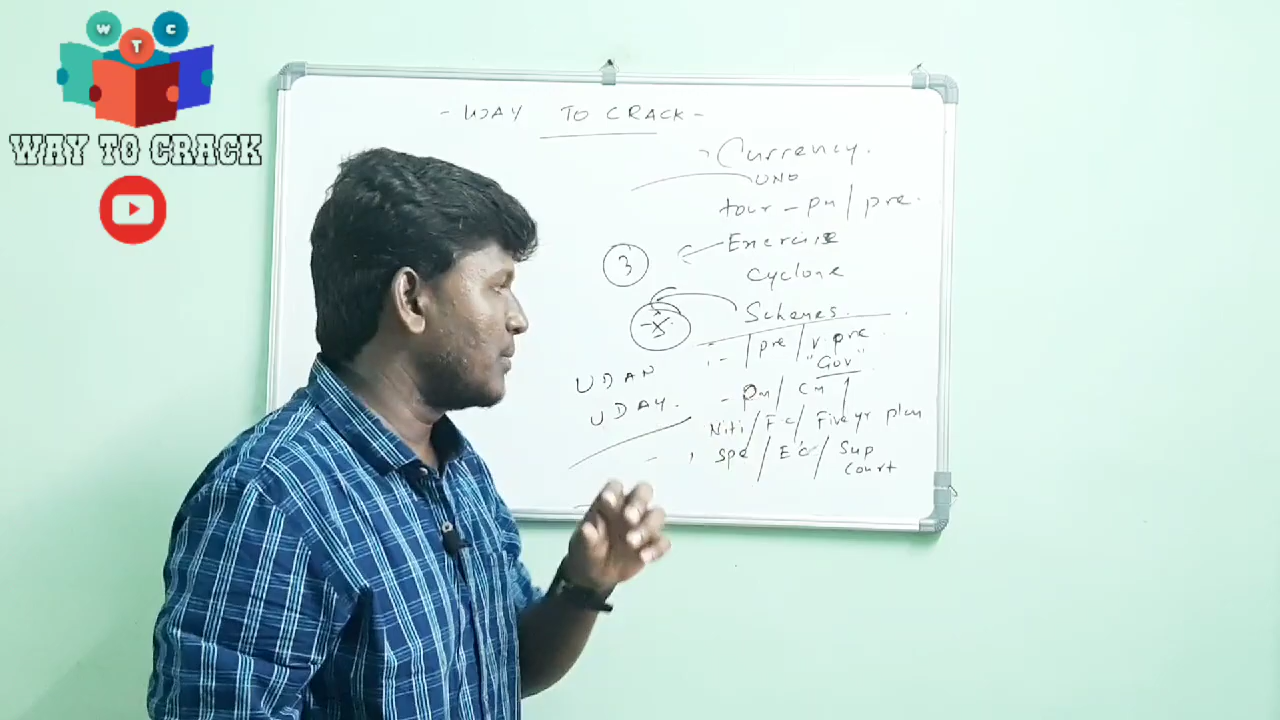 W T C
WAY TO CRACK
- WAY TO CRACK -
Currency.
UNO
tour - pm / pre.
Exercise
3
cyclone
Schemes.
- / pre / v. pre
"Gov"
UDAN
- pm / cm
UDAY.
Niti / Fc / Five yr plan
spe / Ec / Sup
Court